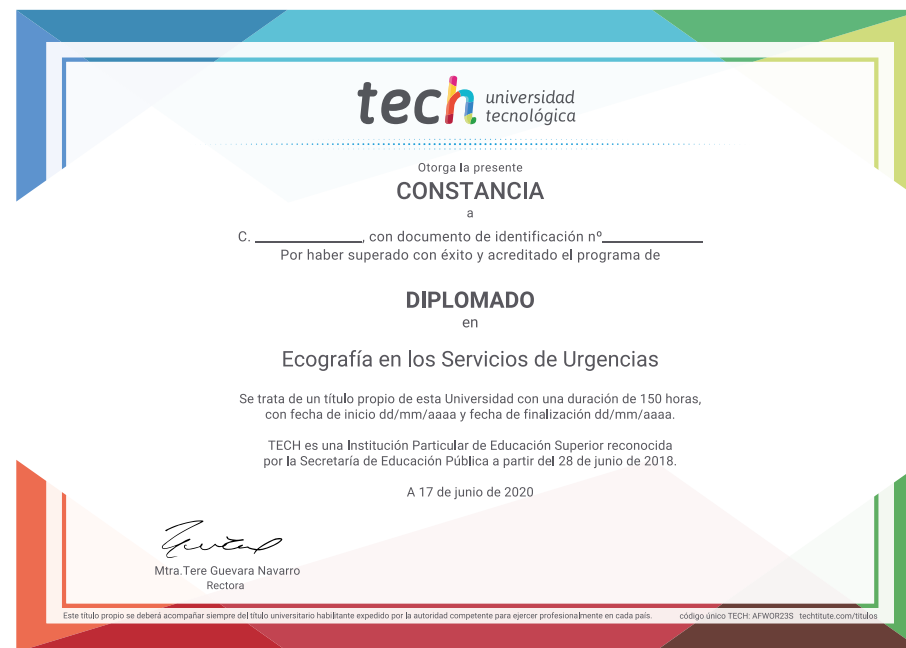 tech universidad
tecnológica
Otorga la presente
CONSTANCIA
a
C. ______________, con documento de identificación nº_____________
Por haber superado con éxito y acreditado el programa de
DIPLOMADO
en
Ecografía en los Servicios de Urgencias
Se trata de un título propio de esta Universidad con una duración de 150 horas,
con fecha de inicio dd/mm/aaaa y fecha de finalización dd/mm/aaaa.
TECH es una Institución Particular de Educación Superior reconocida
por la Secretaría de Educación Pública a partir del 28 de junio de 2018.
A 17 de junio de 2020
Mtra.Tere Guevara Navarro
Rectora
Este título propio se deberá acompañar siempre del título universitario habilitante expedido por la autoridad competente para ejercer profesionalmente en cada país. código único TECH: AFWOR23S techtitute.com/titulos